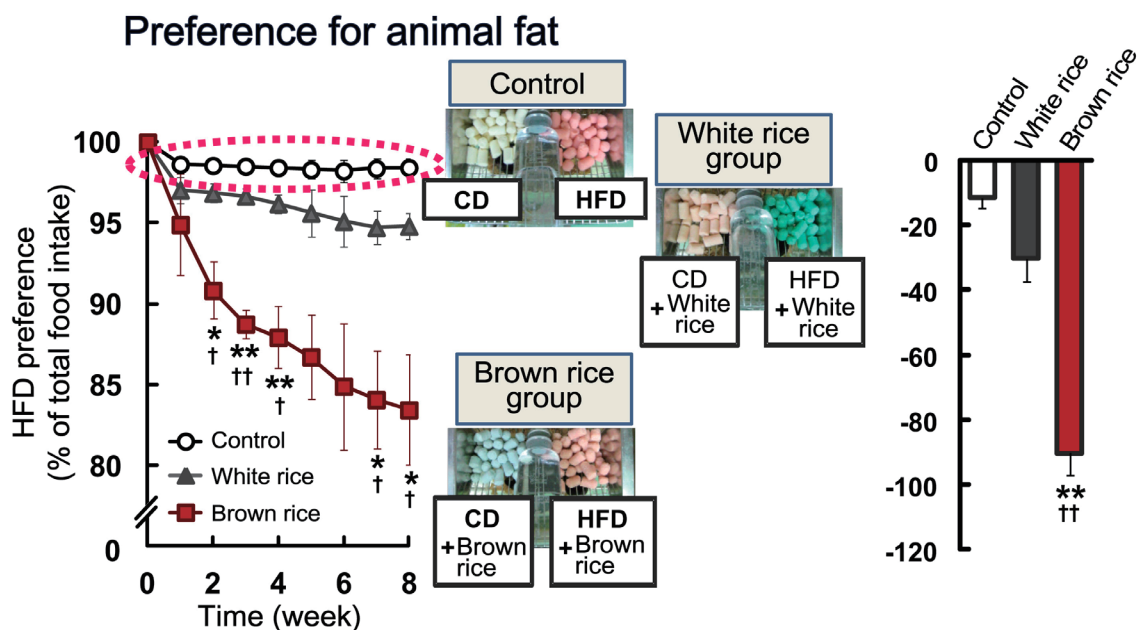 Preference for animal fat
HFD preference
(% of total food intake)
100
95
90
85
80
0
0
2
4
6
8
Time (week)
Control
White rice
Brown rice
*
†
**
††
**
†
*
†
*
†
Control
CD
HFD
White rice
group
CD
+White
rice
HFD
+White
rice
Brown rice
group
CD
+Brown
rice
HFD
+Brown
rice
Control
White rice
Brown rice
0
-20
-40
-60
-80
-100
-120
**
††